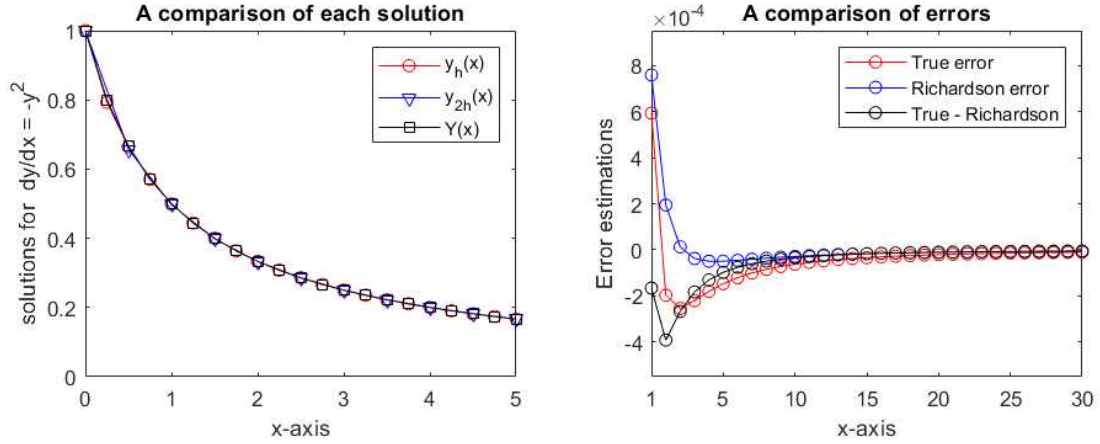 A comparison of each solution
1
0.8
0.6
0.4
0.2
0
solutions for dy/dx = -y²
y_h(x)
y_2h(x)
Y(x)
0 1 2 3 4 5
x-axis
A comparison of errors
×10⁻⁴
8
6
4
2
0
-2
-4
Error estimations
True error
Richardson error
True - Richardson
1 5 10 15 20 25 30
x-axis